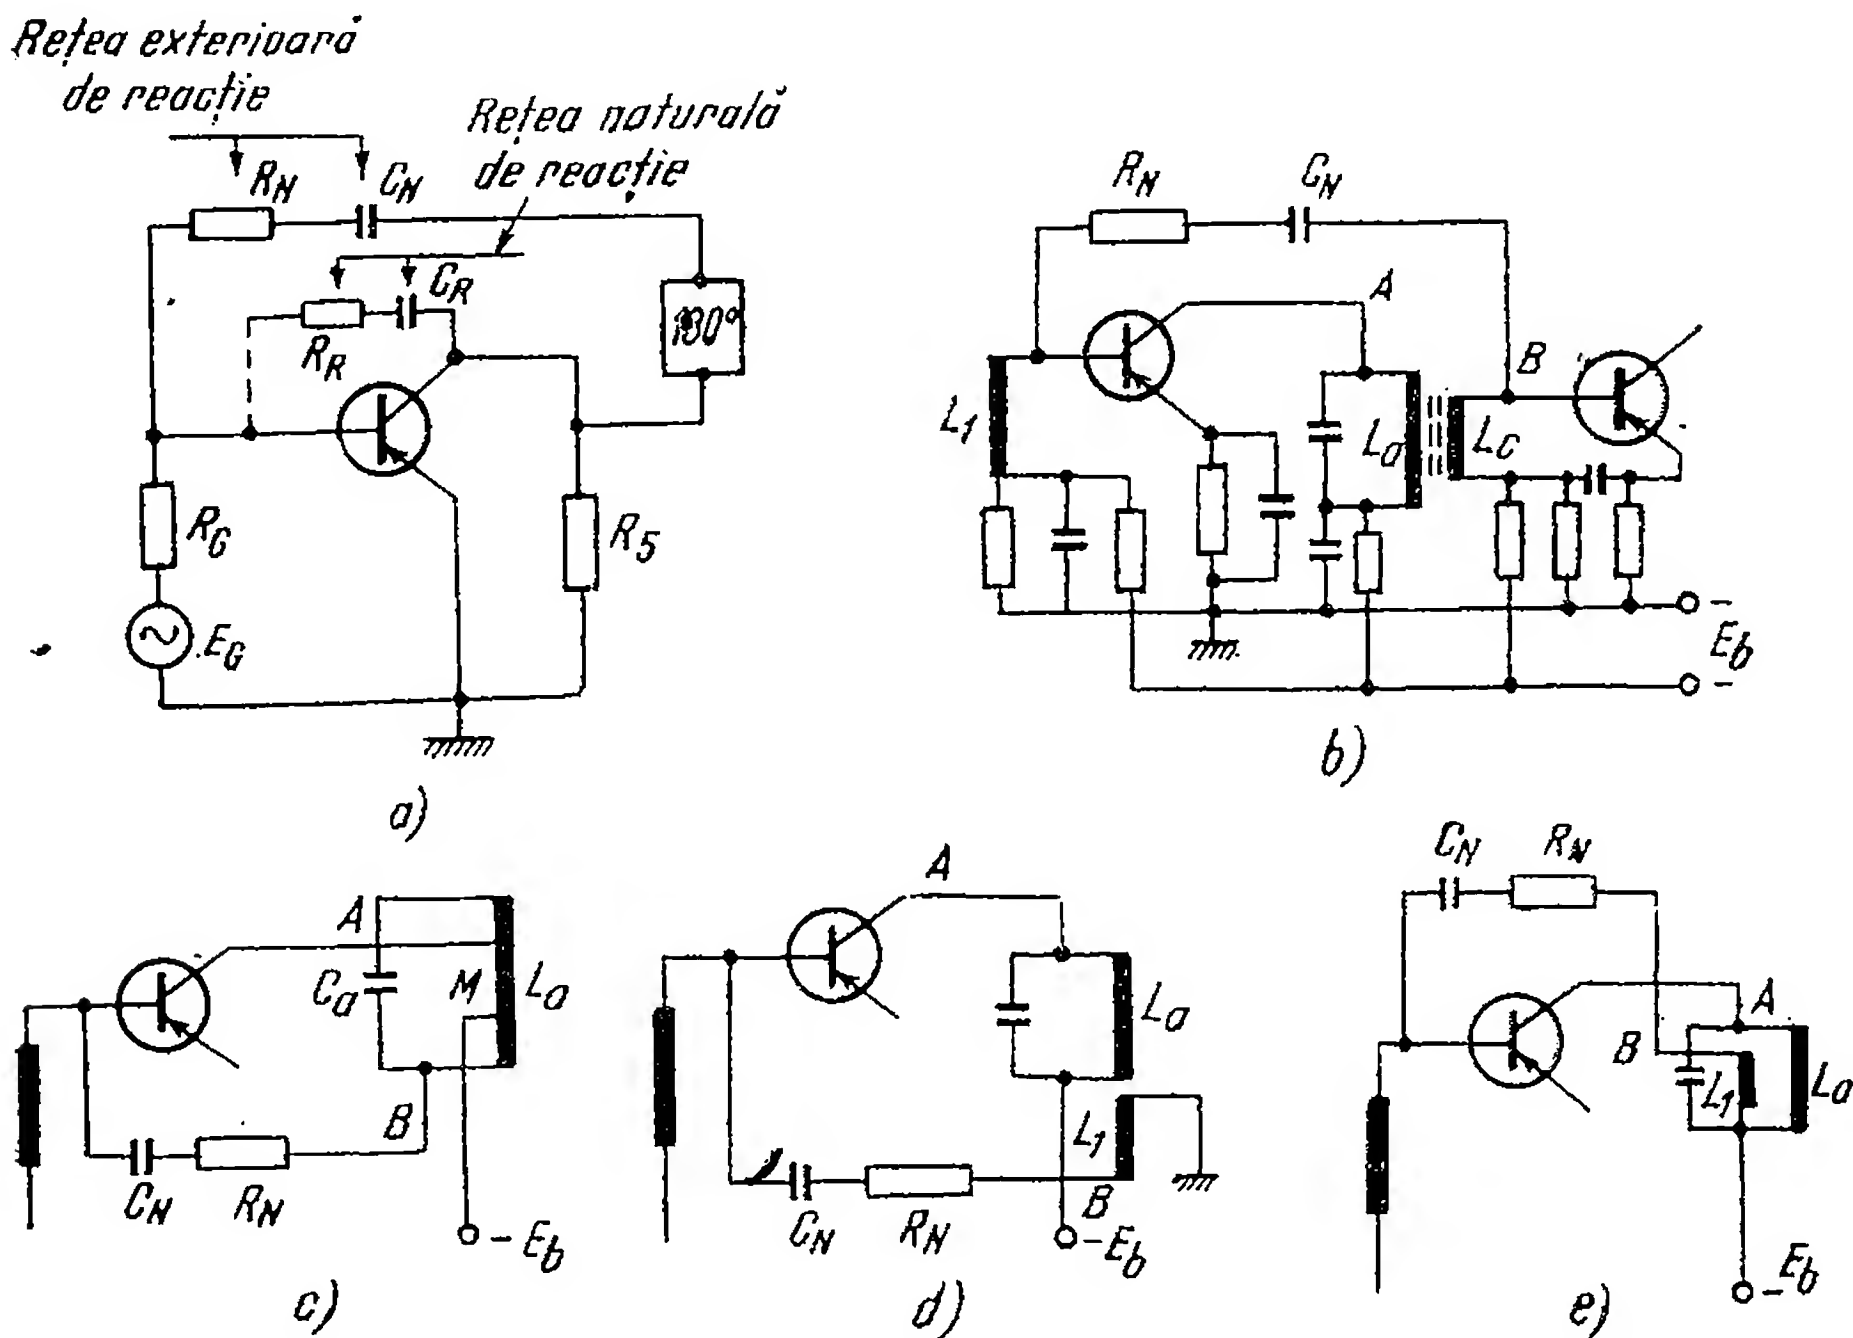 Rețea exterioară
de reacție
Rețea naturală
de reacție
R_N
C_N
C_R
R_R
180°
R_G
R_5
E_G
a)
R_N
C_N
A
B
L_1
L_a
L_c
-
E_b
-
b)
A
C_a
M
L_a
B
C_N
R_N
-E_b
c)
A
L_a
L_1
B
C_N
R_N
-E_b
d)
C_N
R_N
A
B
L_1
L_a
-E_b
e)